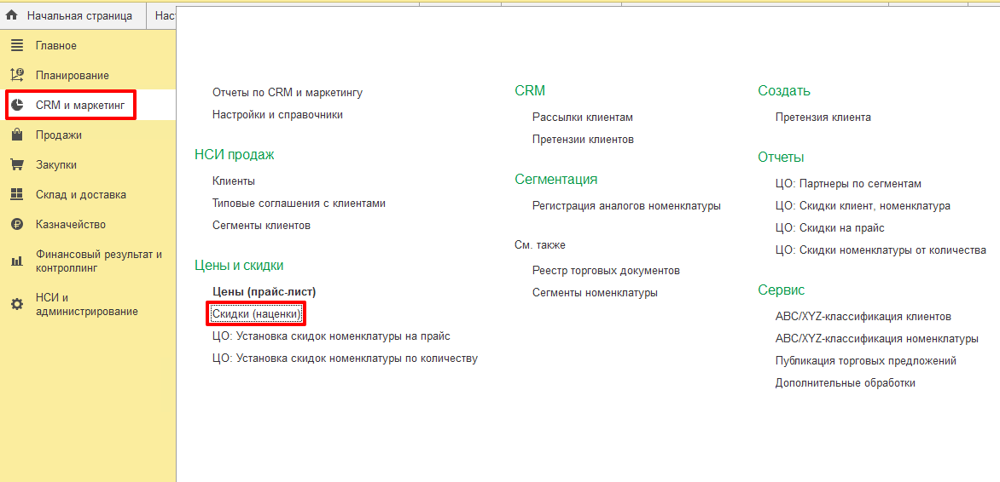 Начальная страница
Нас
Главное
Планирование
CRM и маркетинг
Продажи
Закупки
Склад и доставка
Казначейство
Финансовый результат и
контроллинг
НСИ и
администрирование
Отчеты по CRM и маркетингу
Настройки и справочники
НСИ продаж
Клиенты
Типовые соглашения с клиентами
Сегменты клиентов
Цены и скидки
Цены (прайс-лист)
Скидки (наценки)
ЦО: Установка скидок номенклатуры на прайс
ЦО: Установка скидок номенклатуры по количеству
CRM
Рассылки клиентам
Претензии клиентов
Сегментация
Регистрация аналогов номенклатуры
См. также
Реестр торговых документов
Сегменты номенклатуры
Создать
Претензия клиента
Отчеты
ЦО: Партнеры по сегментам
ЦО: Скидки клиент, номенклатура
ЦО: Скидки на прайс
ЦО: Скидки номенклатуры от количества
Сервис
ABC/XYZ-классификация клиентов
ABC/XYZ-классификация номенклатуры
Публикация торговых предложений
Дополнительные обработки